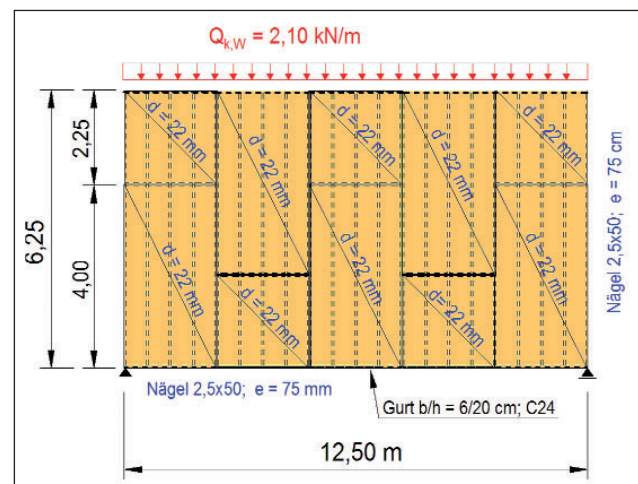 Q k,W = 2,10 kN/m
d = 22 mm
d = 22 mm
d = 22 mm
d = 22 mm
d = 22 mm
2,25
6,25
4,00
d = 22 mm
d = 22 mm
d = 22 mm
d = 22 mm
d = 22 mm
Nägel 2,5x50; e = 75 cm
Nägel 2,5x50; e = 75 mm
Gurt b/h = 6/20 cm; C24
12,50 m